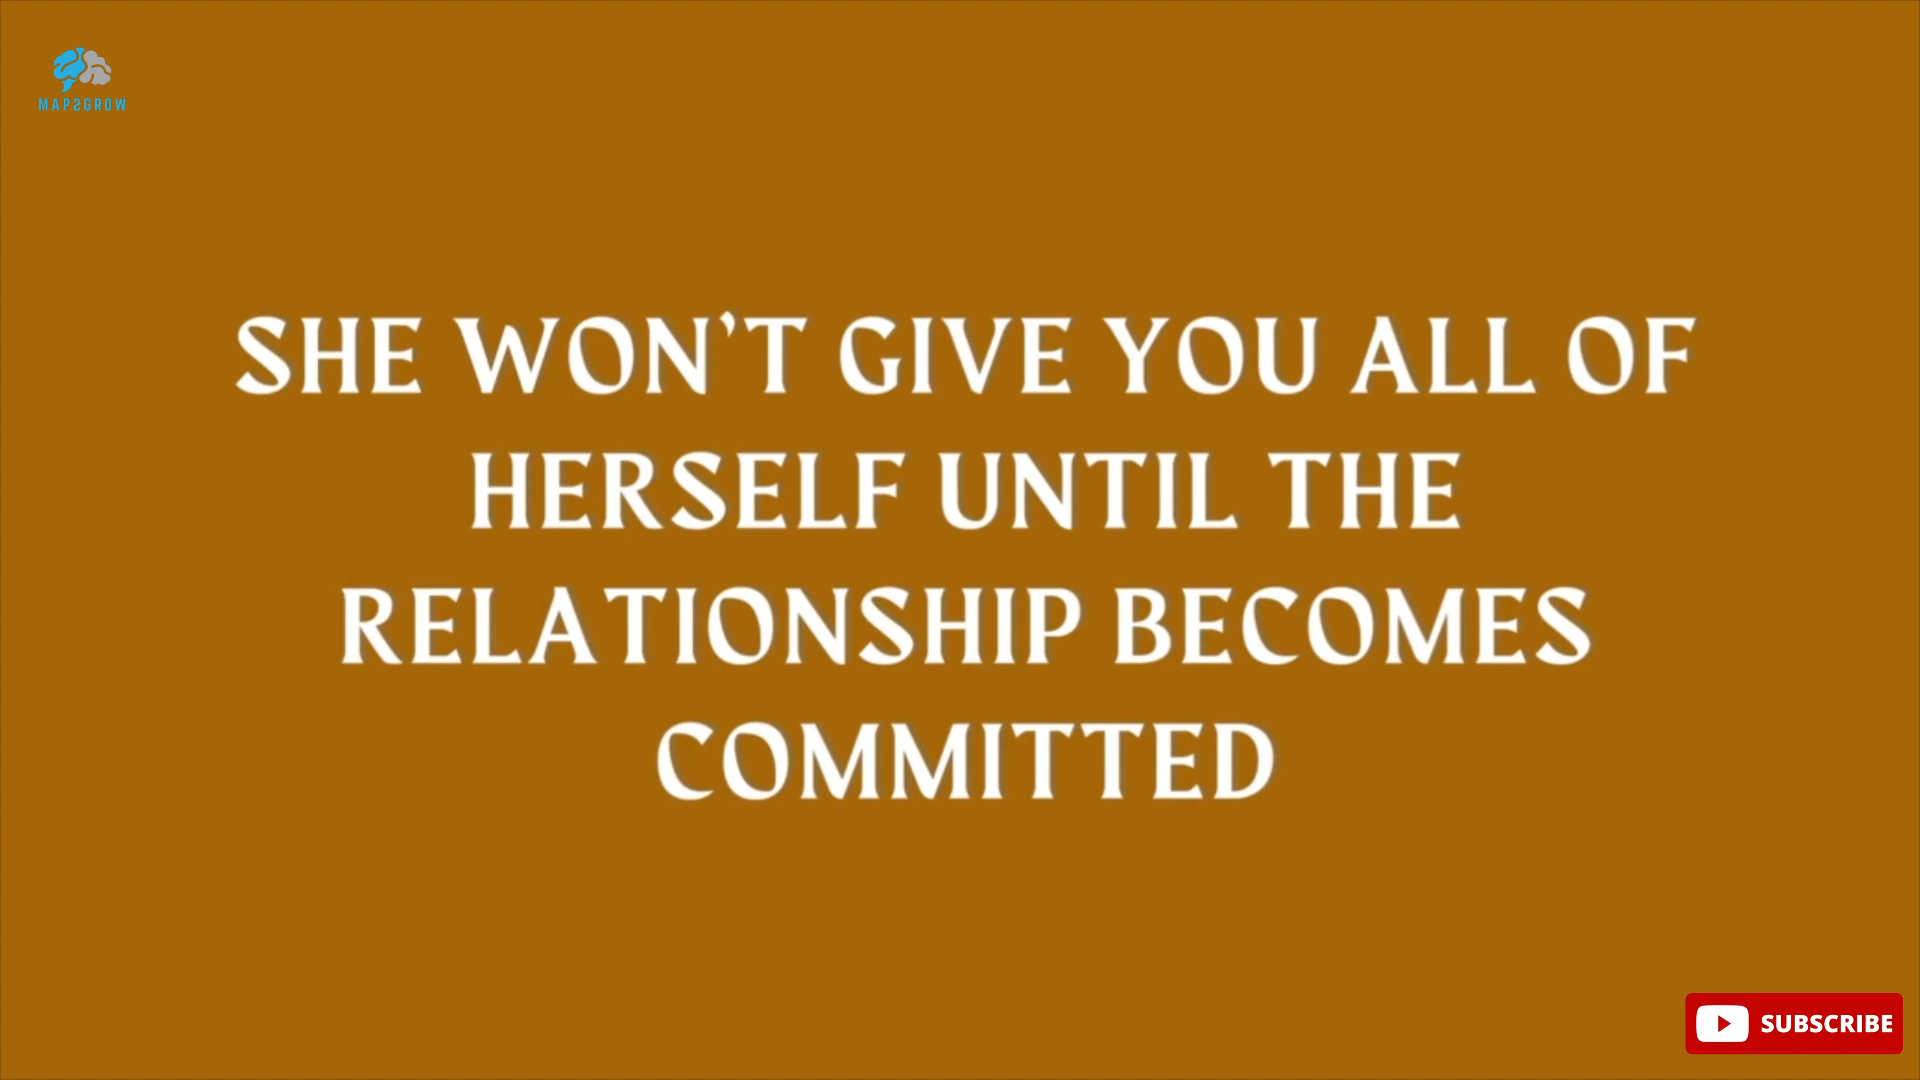 MAP2GROW
SHE WON'T GIVE YOU ALL OF
HERSELF UNTIL THE
RELATIONSHIP BECOMES
COMMITTED
SUBSCRIBE